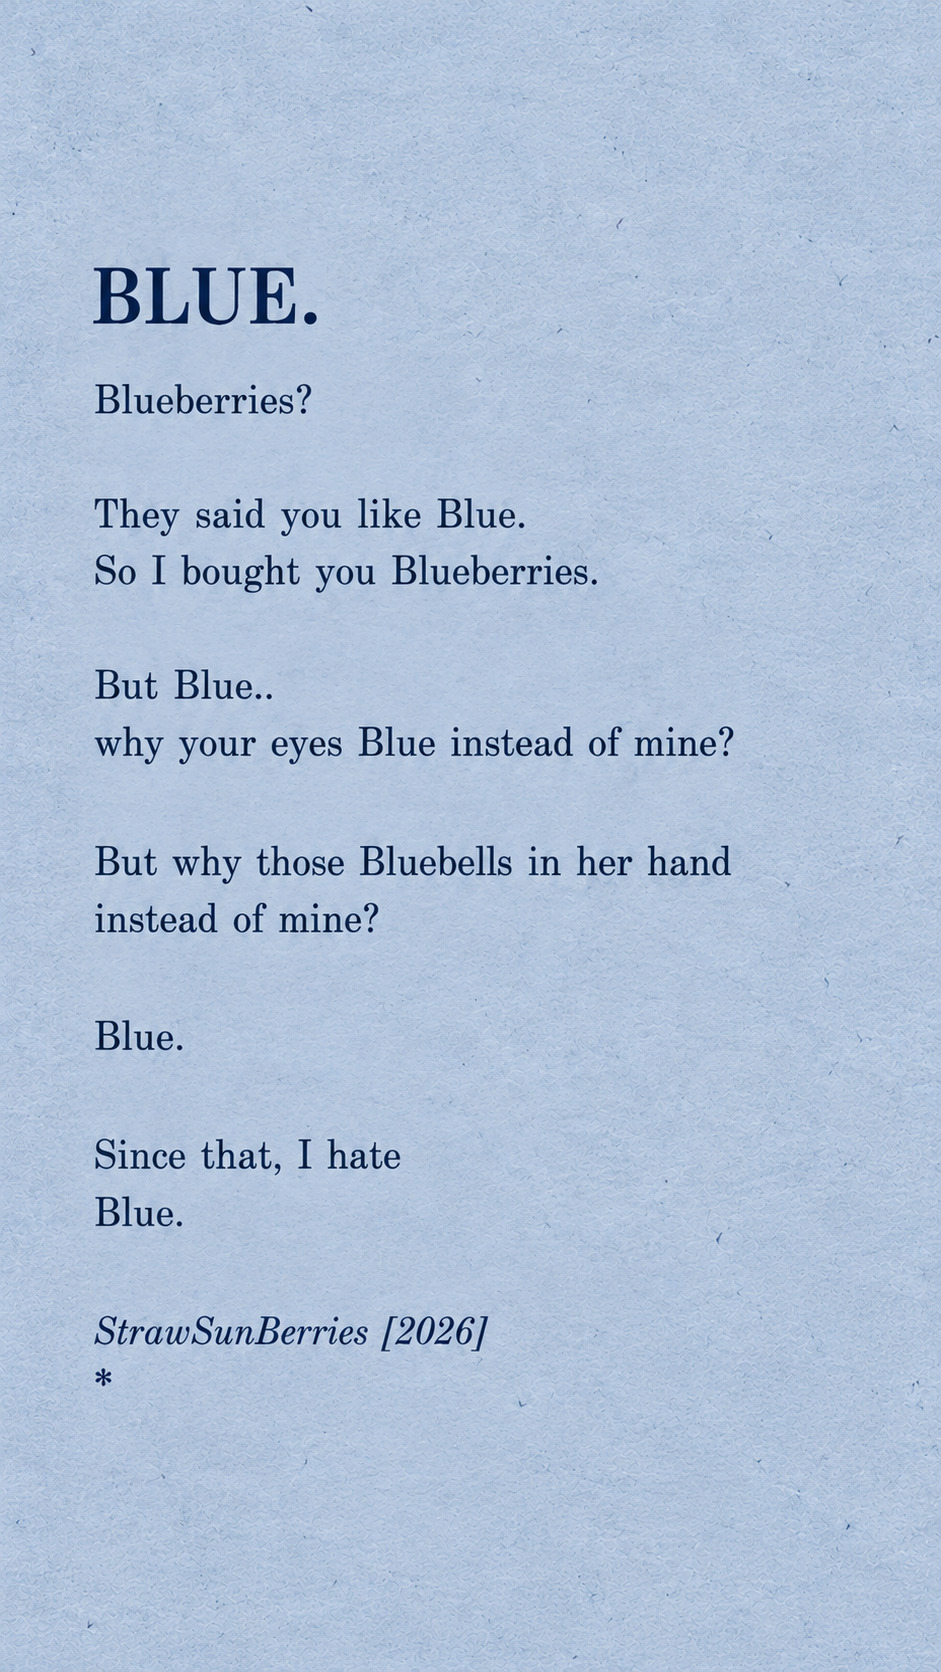 BLUE.
Blueberries?
They said you like Blue.
So I bought you Blueberries.
But Blue..
why your eyes Blue instead of mine?
But why those Bluebells in her hand
instead of mine?
Blue.
Since that, I hate
Blue.
StrawSunBerries [2026]
*